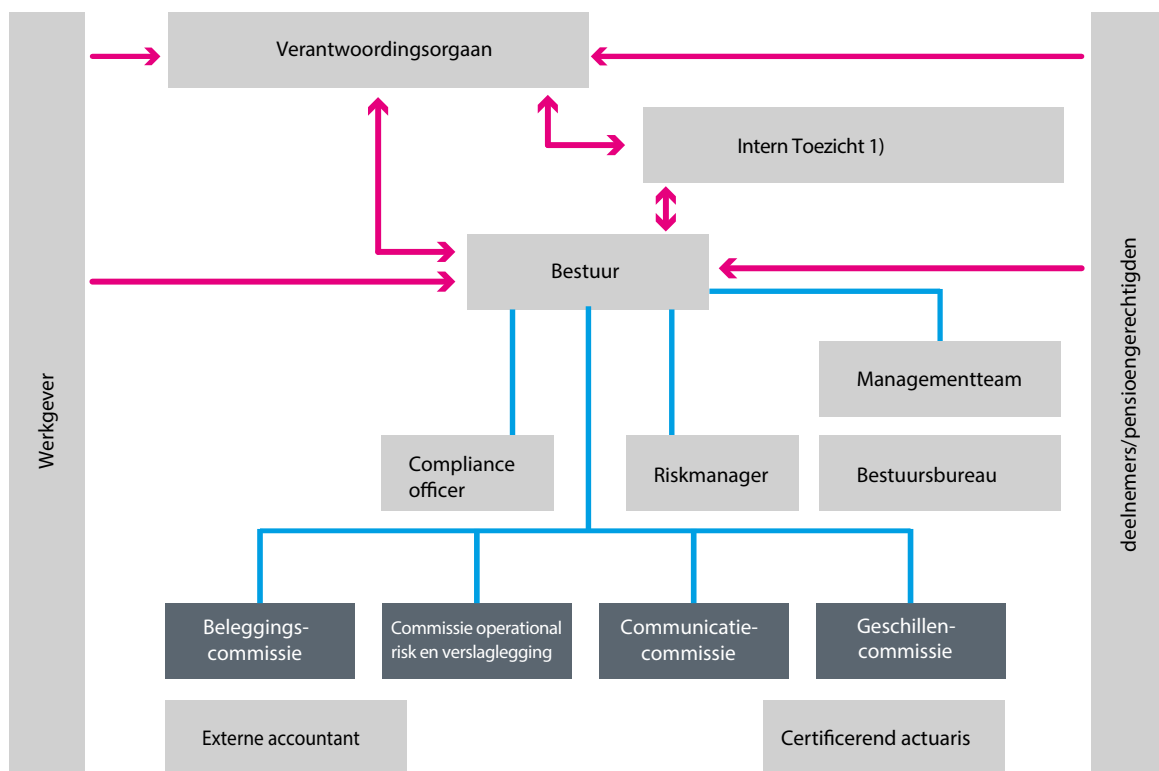 Verantwoordingsorgaan
Intern Toezicht 1)
Bestuur
Werkgever
deelnemers/pensioengerechtigden
Managementteam
Compliance
officer
Riskmanager
Bestuursbureau
Beleggings-
commissie
Commissie operational
risk en verslaglegging
Communicatie-
commissie
Geschillen-
commissie
Externe accountant
Certificerend actuaris